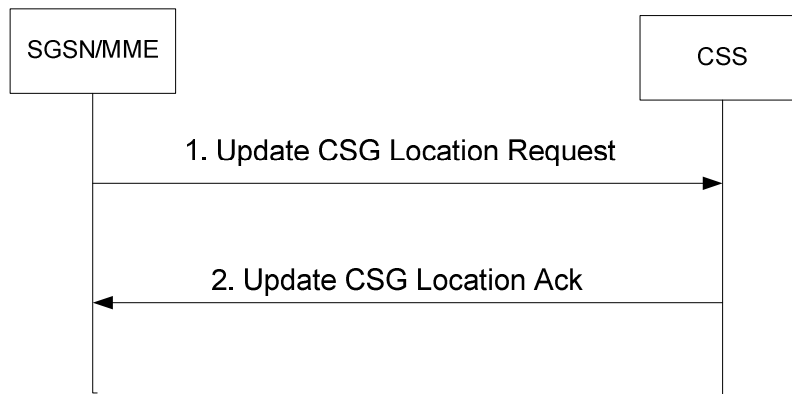 SGSN/MME
CSS
1. Update CSG Location Request
2. Update CSG Location Ack